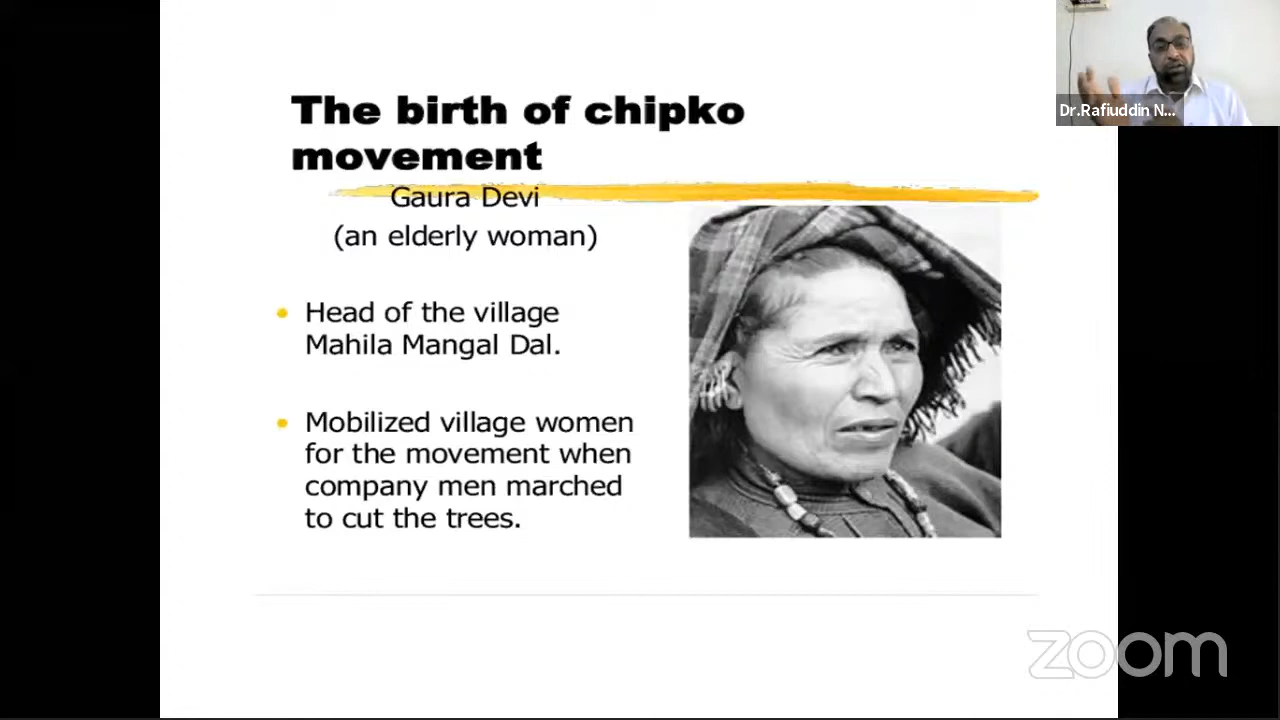 The birth of chipko
movement
Gaura Devi
(an elderly woman)
Head of the village
Mahila Mangal Dal.
Mobilized village women
for the movement when
company men marched
to cut the trees.
Dr.Rafiuddin N...
zoom